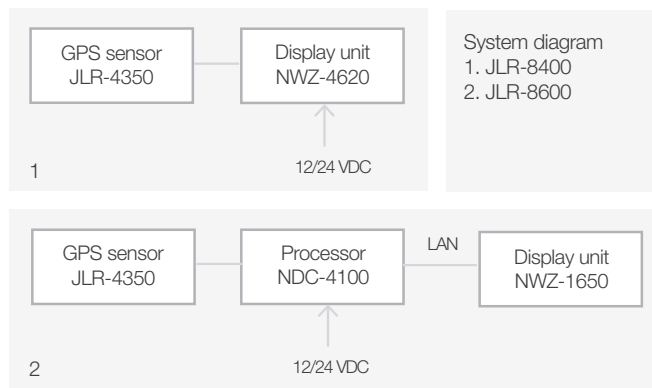 GPS sensor
JLR-4350
Display unit
NWZ-4620
12/24 VDC
1
System diagram
1. JLR-8400
2. JLR-8600
GPS sensor
JLR-4350
Processor
NDC-4100
LAN
Display unit
NWZ-1650
12/24 VDC
2